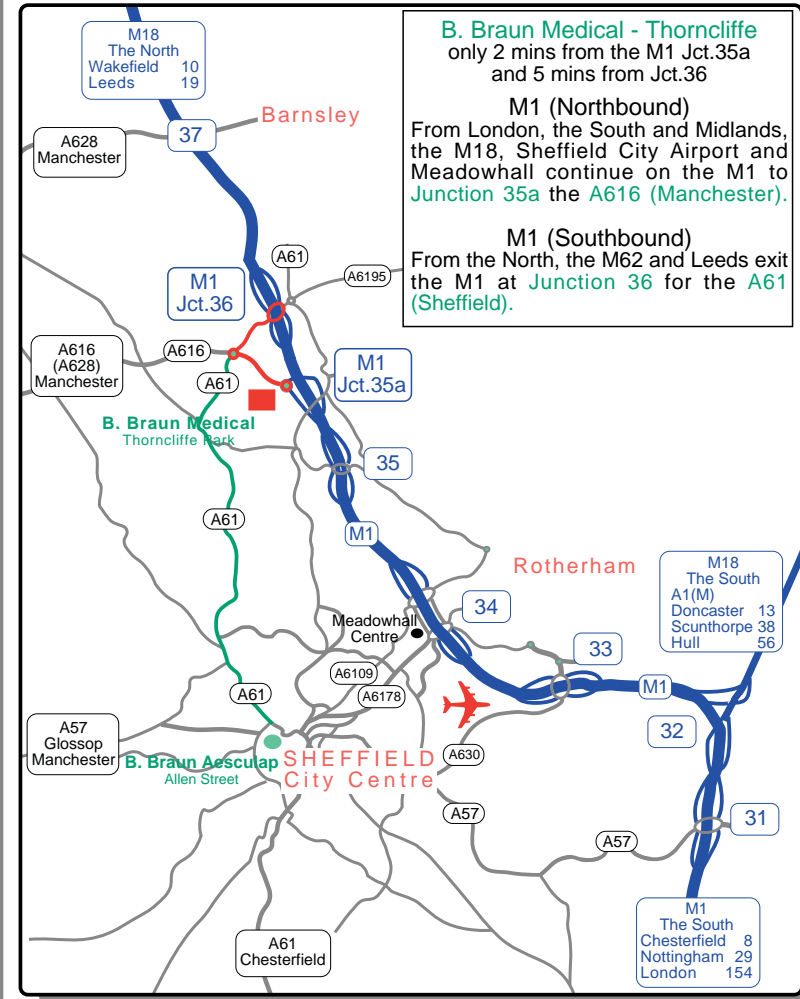 M18
The North
Wakefield 10
Leeds 19
B. Braun Medical - Thorncliffe
only 2 mins from the M1 Jct.35a
and 5 mins from Jct.36
M1 (Northbound)
From London, the South and Midlands,
the M18, Sheffield City Airport and
Meadowhall continue on the M1 to
Junction 35a the A616 (Manchester).
M1 (Southbound)
From the North, the M62 and Leeds exit
the M1 at Junction 36 for the A61
(Sheffield).
Barnsley
37
A628
Manchester
A61
A6195
M1
Jct.36
A616
(A628)
Manchester
A616
A61
M1
Jct.35a
B. Braun Medical
Thorncliffe Park
35
A61
M1
Rotherham
M18
The South
A1(M)
Doncaster 13
Scunthorpe 38
Hull 56
34
Meadowhall
Centre
33
A6109
A6178
M1
A61
32
A57
Glossop
Manchester
A630
B. Braun Aesculap
Allen Street
SHEFFIELD
City Centre
A57
31
A57
M1
The South
Chesterfield 8
Nottingham 29
London 154
A61
Chesterfield